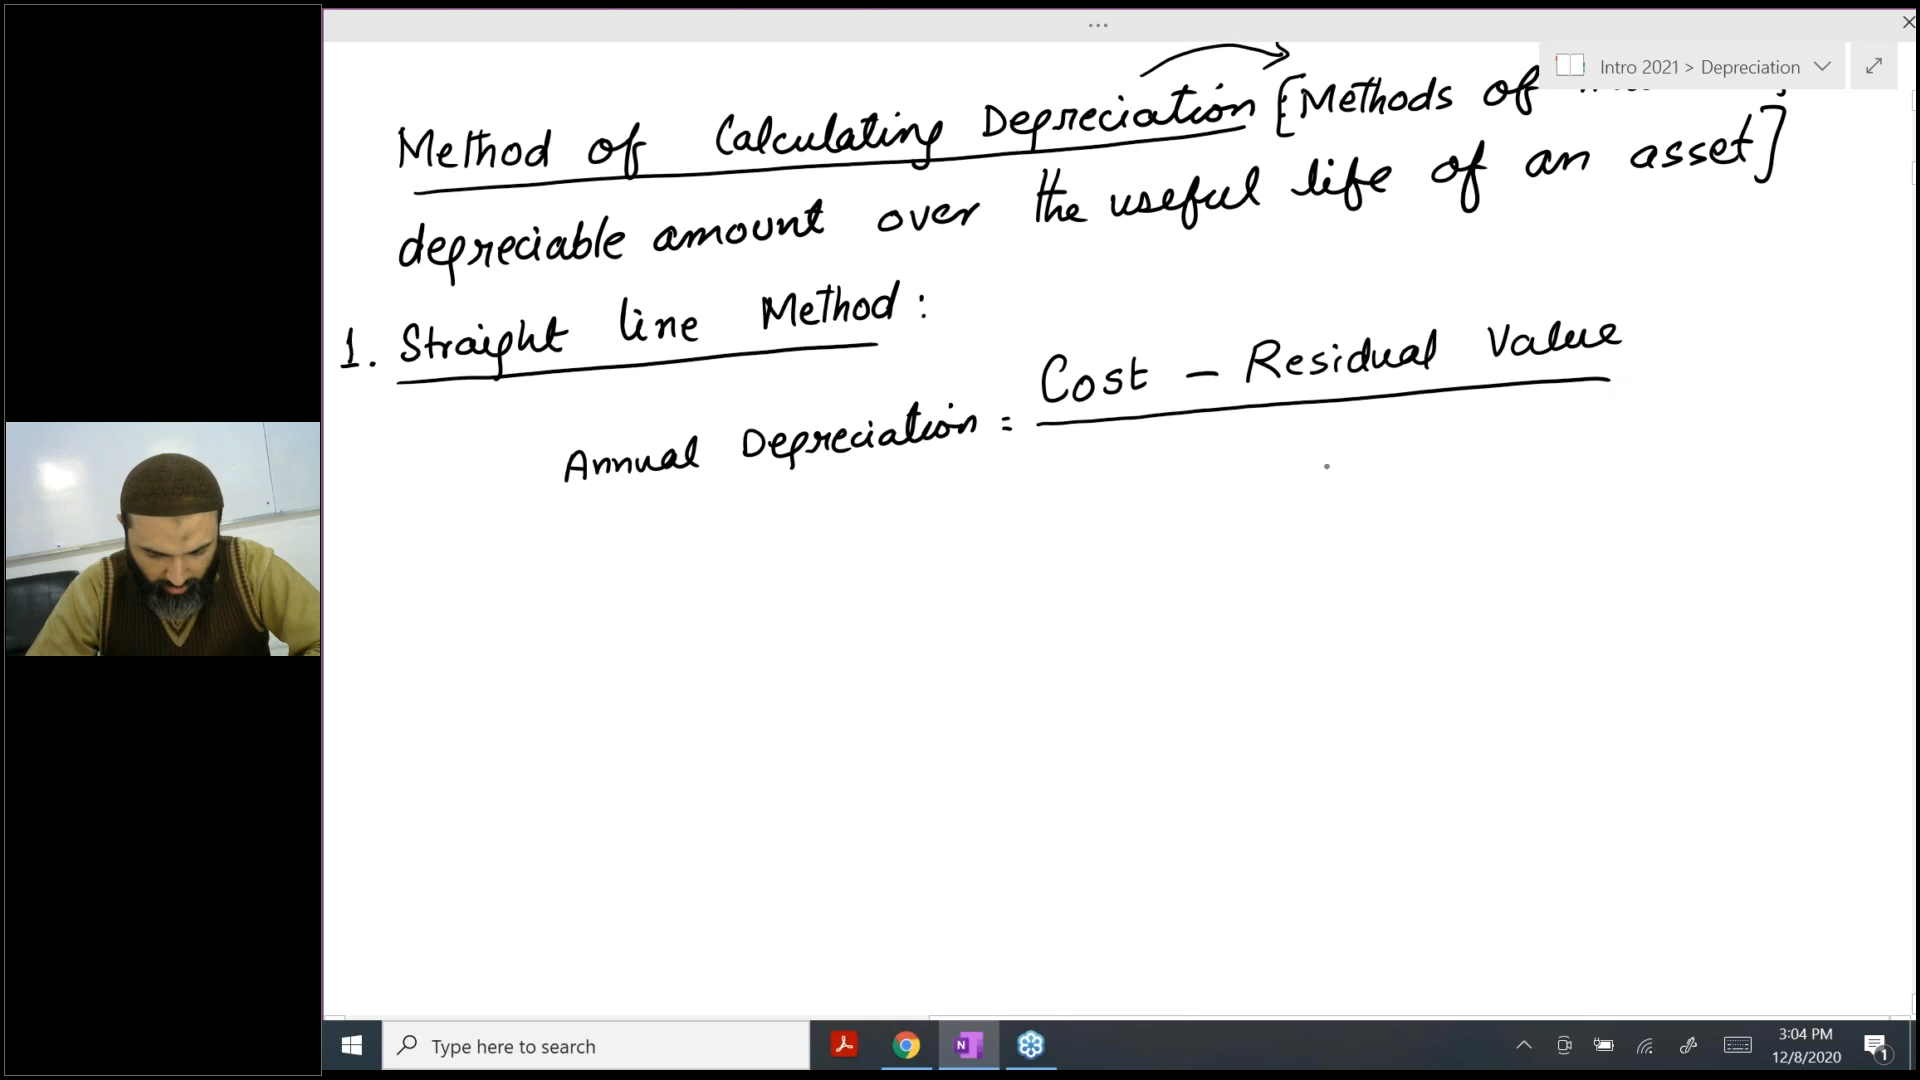 Intro 2021 > Depreciation
Method of Calculating Depreciation [Methods of
depreciable amount over the useful life of an asset]
1. Straight line Method :
Cost - Residual Value
Annual Depreciation =
Type here to search
N
3:04 PM
12/8/2020
1